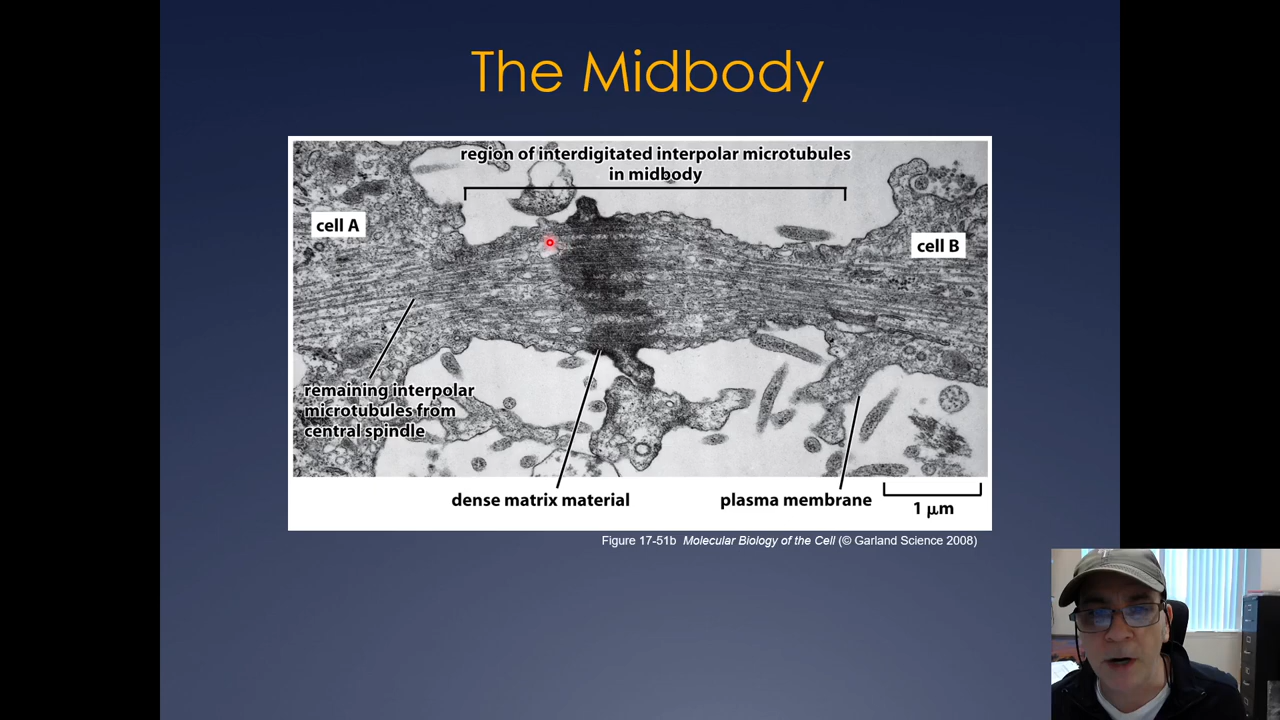 The Midbody
region of interdigitated interpolar microtubules
in midbody
cell A
cell B
remaining interpolar
microtubules from
central spindle
dense matrix material
plasma membrane
1 μm
Figure 17-51b Molecular Biology of the Cell (© Garland Science 2008)